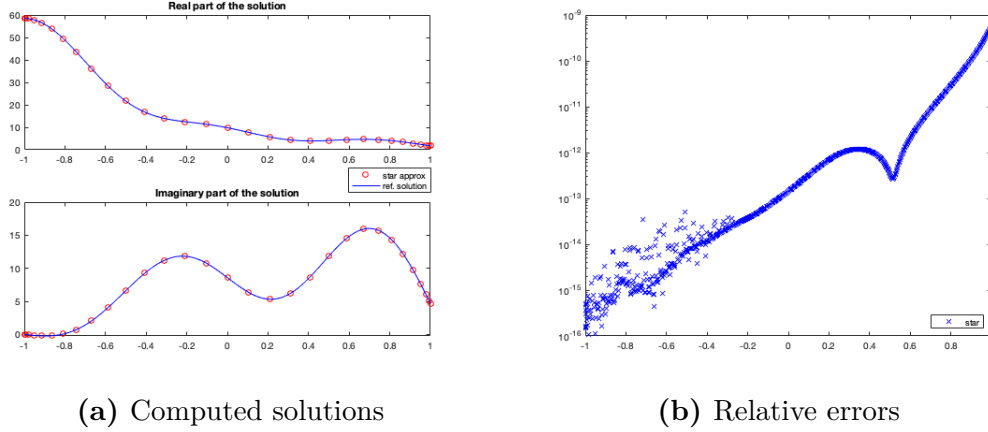 Real part of the solution
60
50
40
30
20
10
0
-1 -0.8 -0.6 -0.4 -0.2 0 0.2 0.4 0.6 0.8 1
star approx
ref. solution
Imaginary part of the solution
20
15
10
5
0
-1 -0.8 -0.6 -0.4 -0.2 0 0.2 0.4 0.6 0.8 1
(a) Computed solutions
10^-9
10^-10
10^-11
10^-12
10^-13
10^-14
10^-15
10^-16
-1 -0.8 -0.6 -0.4 -0.2 0 0.2 0.4 0.6 0.8
star
(b) Relative errors